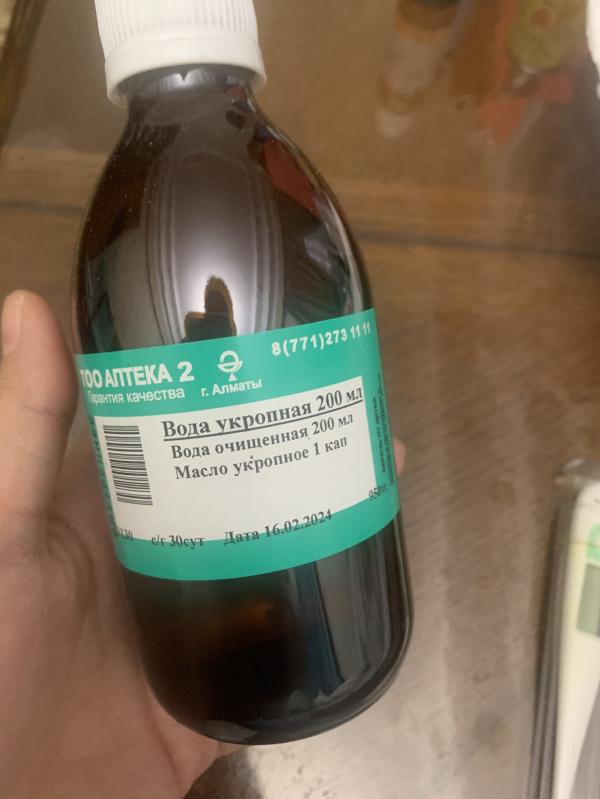 ТОО АПТЕКА 2
8(771)273 11 11
Гарантия качества
г. Алматы
Вода укропная 200 мл
Вода очищенная 200 мл
Масло укропное 1 кап
с/г 30сут Дата 16.02.2024